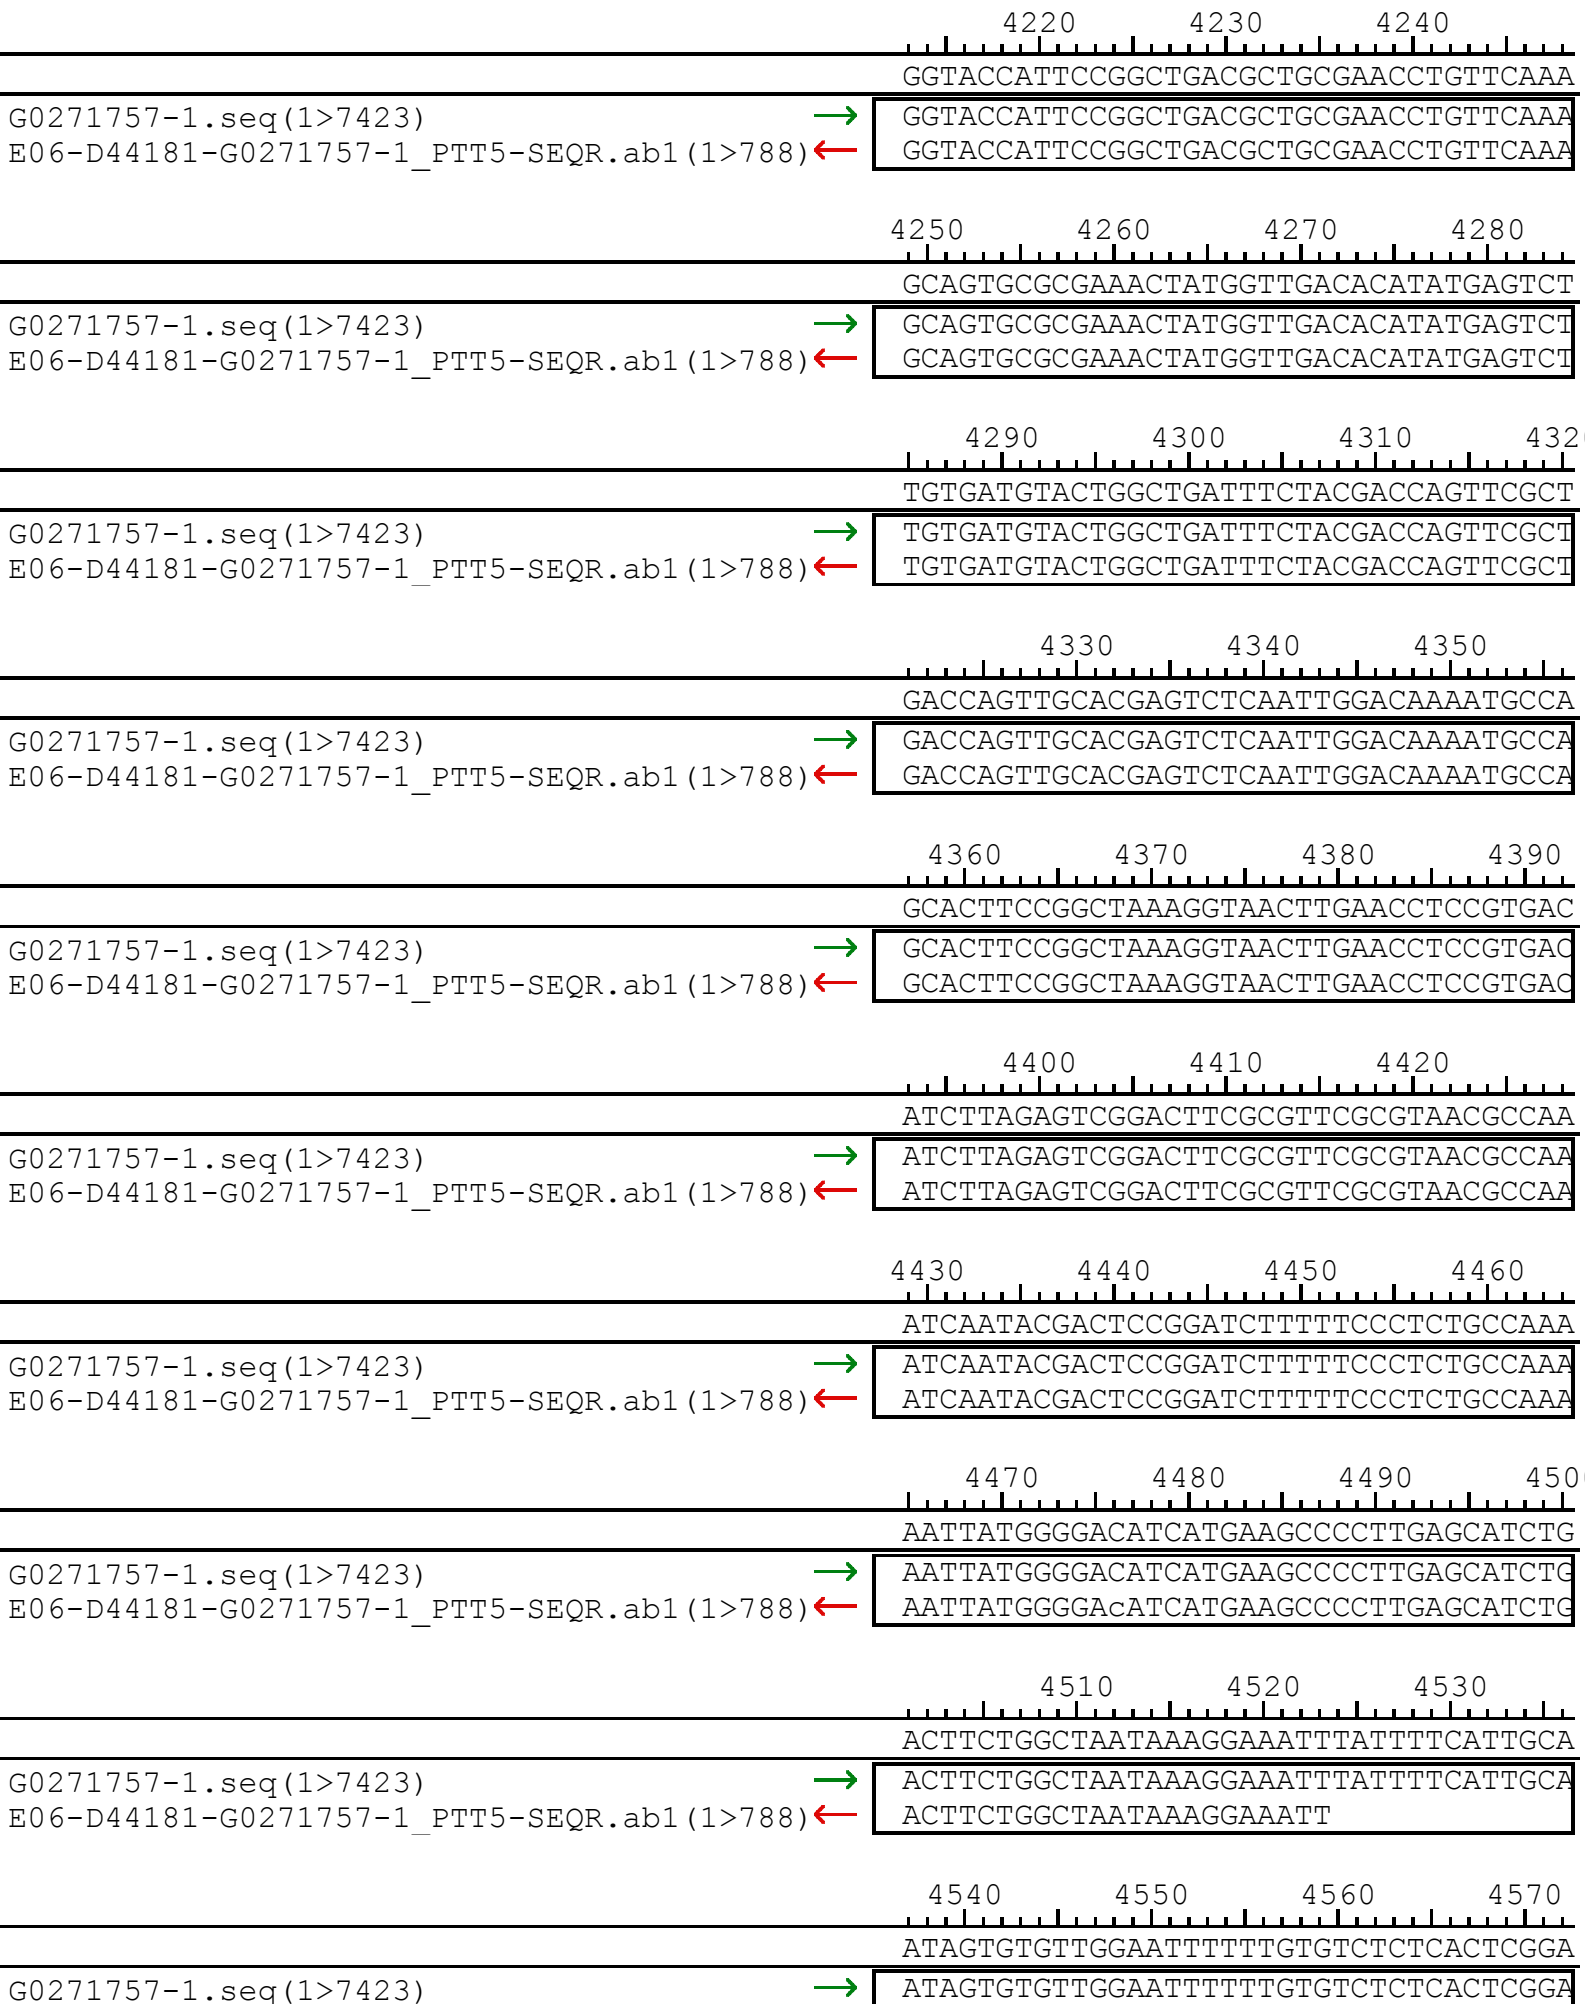 4220 4230 4240
GGTACCATTCCGGCTGACGCTGCGAACCTGTTCAAA
G0271757-1.seq(1>7423) → GGTACCATTCCGGCTGACGCTGCGAACCTGTTCAAA
E06-D44181-G0271757-1_PTT5-SEQR.ab1(1>788) ← GGTACCATTCCGGCTGACGCTGCGAACCTGTTCAAA
4250 4260 4270 4280
GCAGTGCGCGAAACTATGGTTGACACATATGAGTCT
G0271757-1.seq(1>7423) → GCAGTGCGCGAAACTATGGTTGACACATATGAGTCT
E06-D44181-G0271757-1_PTT5-SEQR.ab1(1>788) ← GCAGTGCGCGAAACTATGGTTGACACATATGAGTCT
4290 4300 4310 432
TGTGATGTACTGGCTGATTTCTACGACCAGTTCGCT
G0271757-1.seq(1>7423) → TGTGATGTACTGGCTGATTTCTACGACCAGTTCGCT
E06-D44181-G0271757-1_PTT5-SEQR.ab1(1>788) ← TGTGATGTACTGGCTGATTTCTACGACCAGTTCGCT
4330 4340 4350
GACCAGTTGCACGAGTCTCAATTGGACAAAATGCCA
G0271757-1.seq(1>7423) → GACCAGTTGCACGAGTCTCAATTGGACAAAATGCCA
E06-D44181-G0271757-1_PTT5-SEQR.ab1(1>788) ← GACCAGTTGCACGAGTCTCAATTGGACAAAATGCCA
4360 4370 4380 4390
GCACTTCCGGCTAAAGGTAACTTGAACCTCCGTGAC
G0271757-1.seq(1>7423) → GCACTTCCGGCTAAAGGTAACTTGAACCTCCGTGAC
E06-D44181-G0271757-1_PTT5-SEQR.ab1(1>788) ← GCACTTCCGGCTAAAGGTAACTTGAACCTCCGTGAC
4400 4410 4420
ATCTTAGAGTCGGACTTCGCGTTCGCGTAACGCCAA
G0271757-1.seq(1>7423) → ATCTTAGAGTCGGACTTCGCGTTCGCGTAACGCCAA
E06-D44181-G0271757-1_PTT5-SEQR.ab1(1>788) ← ATCTTAGAGTCGGACTTCGCGTTCGCGTAACGCCAA
4430 4440 4450 4460
ATCAATACGACTCCGGATCTTTTTCCCTCTGCCAAA
G0271757-1.seq(1>7423) → ATCAATACGACTCCGGATCTTTTTCCCTCTGCCAAA
E06-D44181-G0271757-1_PTT5-SEQR.ab1(1>788) ← ATCAATACGACTCCGGATCTTTTTCCCTCTGCCAAA
4470 4480 4490 450
AATTATGGGGACATCATGAAGCCCCTTGAGCATCTG
G0271757-1.seq(1>7423) → AATTATGGGGACATCATGAAGCCCCTTGAGCATCTG
E06-D44181-G0271757-1_PTT5-SEQR.ab1(1>788) ← AATTATGGGGAcATCATGAAGCCCCTTGAGCATCTG
4510 4520 4530
ACTTCTGGCTAATAAAGGAAATTTATTTTCATTGCA
G0271757-1.seq(1>7423) → ACTTCTGGCTAATAAAGGAAATTTATTTTCATTGCA
E06-D44181-G0271757-1_PTT5-SEQR.ab1(1>788) ← ACTTCTGGCTAATAAAGGAAATT
4540 4550 4560 4570
ATAGTGTGTTGGAATTTTTTGTGTCTCTCACTCGGA
G0271757-1.seq(1>7423) → ATAGTGTGTTGGAATTTTTTGTGTCTCTCACTCGGA